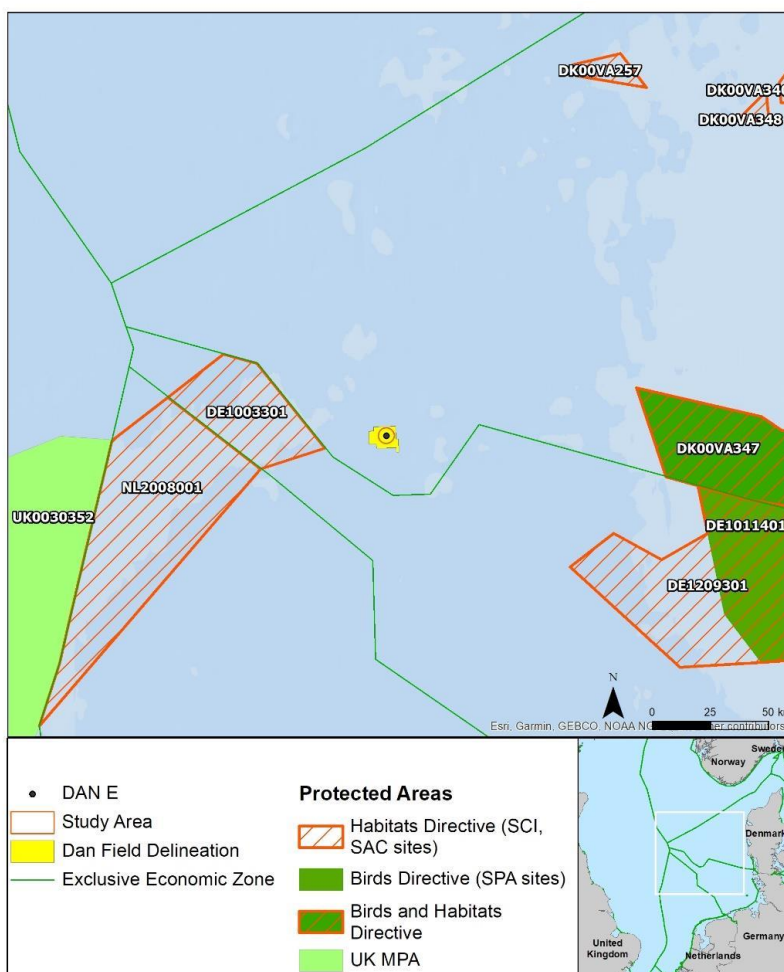 DK00VA257
DK00VA348
DE1003301
DK00VA347
NL2008001
UK0030352
DE1011401
DE1209301
N
0 25 50
Esri, Garmin, GEBCO, NOAA contributors
DAN E
Study Area
Dan Field Delineation
Exclusive Economic Zone
Protected Areas
Habitats Directive (SCI,
SAC sites)
Birds Directive (SPA sites)
Birds and Habitats
Directive
UK MPA
Norway
Denmark
United
Kingdom
Netherlands
Germany